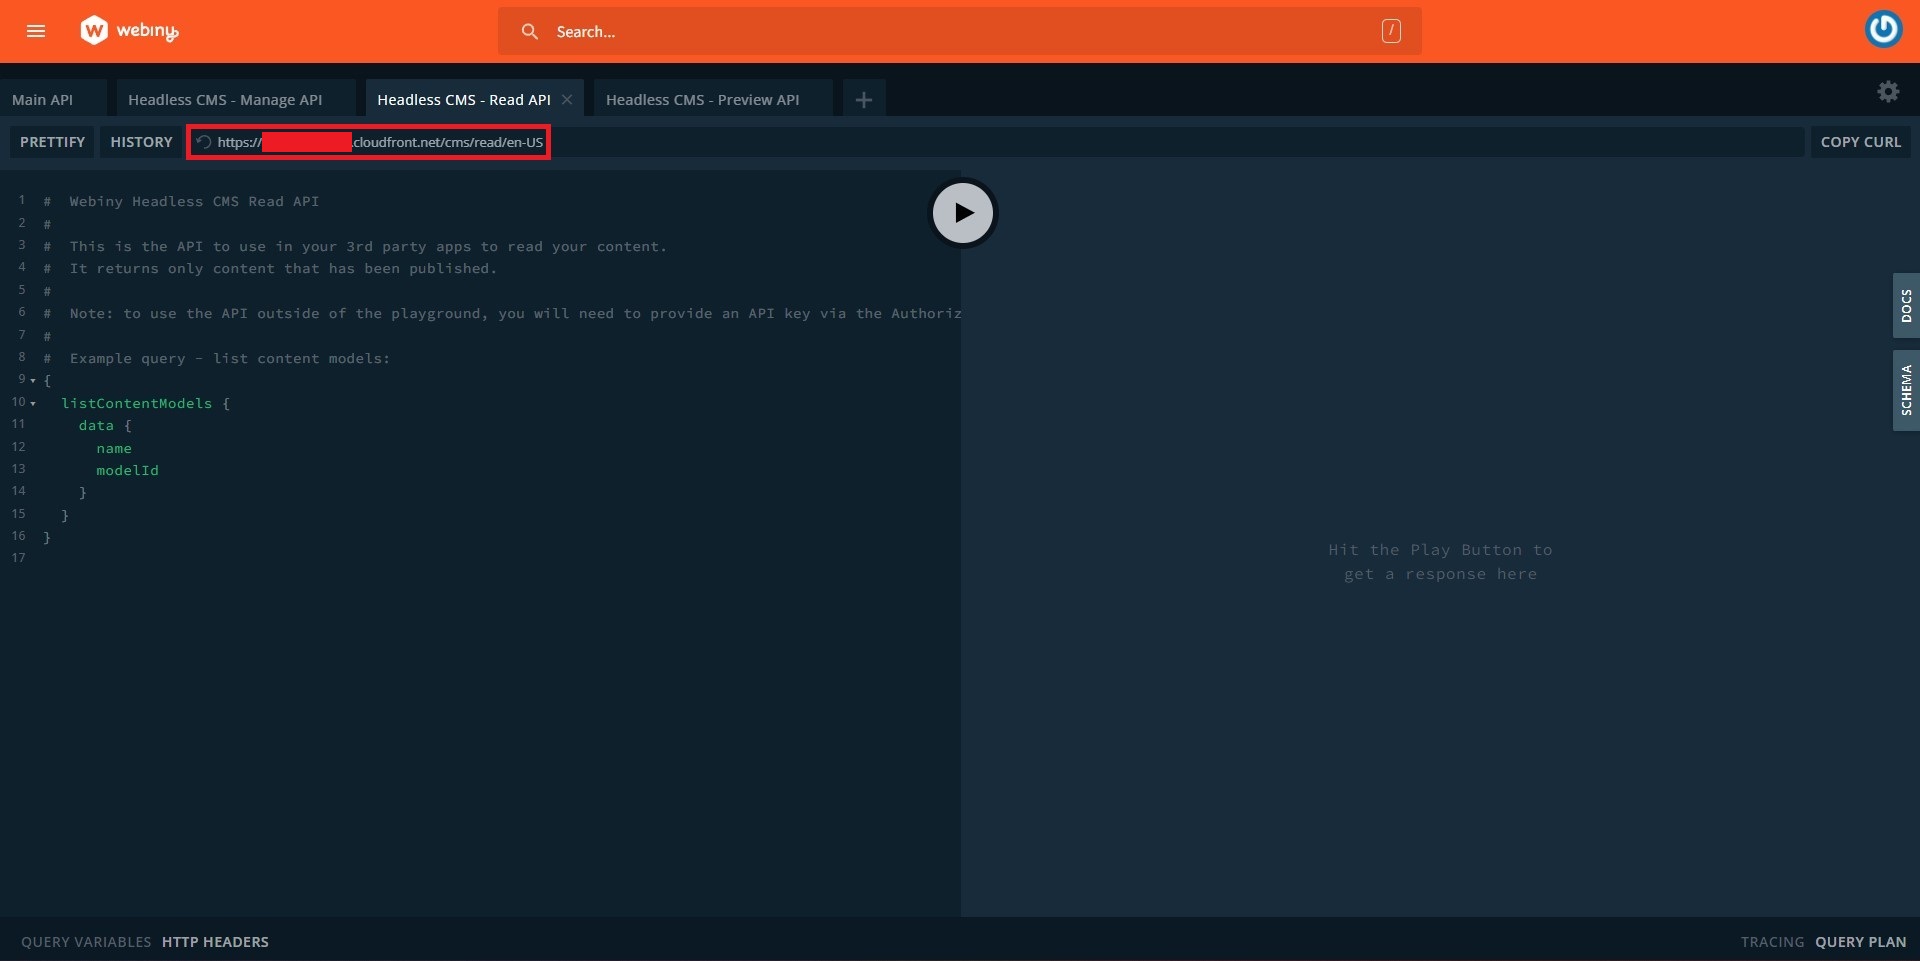 webiny
Search...
/
Main API
Headless CMS - Manage API
Headless CMS - Read API
Headless CMS - Preview API
PRETTIFY
HISTORY
https://
.cloudfront.net/cms/read/en-US
COPY CURL
1 #  Webiny Headless CMS Read API
2 #
3 #  This is the API to use in your 3rd party apps to read your content.
4 #  It returns only content that has been published.
5 #
6 #  Note: to use the API outside of the playground, you will need to provide an API key via the Authoriz
7 #
8 #  Example query - list content models:
9 {
10   listContentModels {
11     data {
12       name
13       modelId
14     }
15   }
16 }
17
Hit the Play Button to
get a response here
DOCS
SCHEMA
QUERY VARIABLES
HTTP HEADERS
TRACING
QUERY PLAN